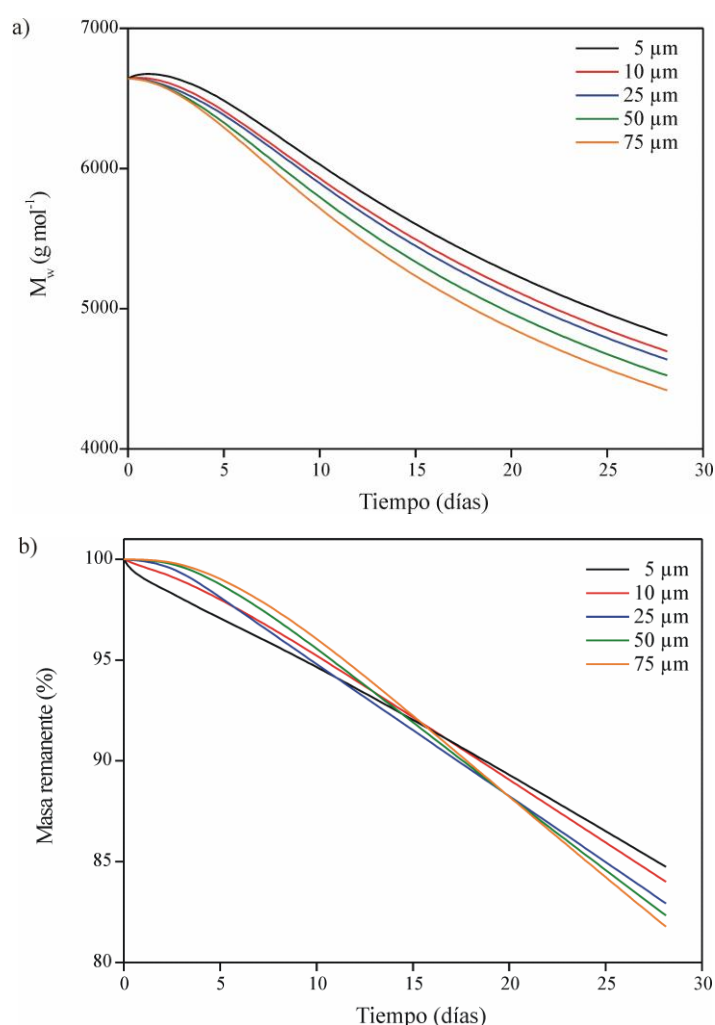 a)
7000
6000
5000
4000
M_w (g mol⁻¹)
5 µm
10 µm
25 µm
50 µm
75 µm
0 5 10 15 20 25 30
Tiempo (días)
b)
100
95
90
85
80
Masa remanente (%)
5 µm
10 µm
25 µm
50 µm
75 µm
0 5 10 15 20 25 30
Tiempo (días)